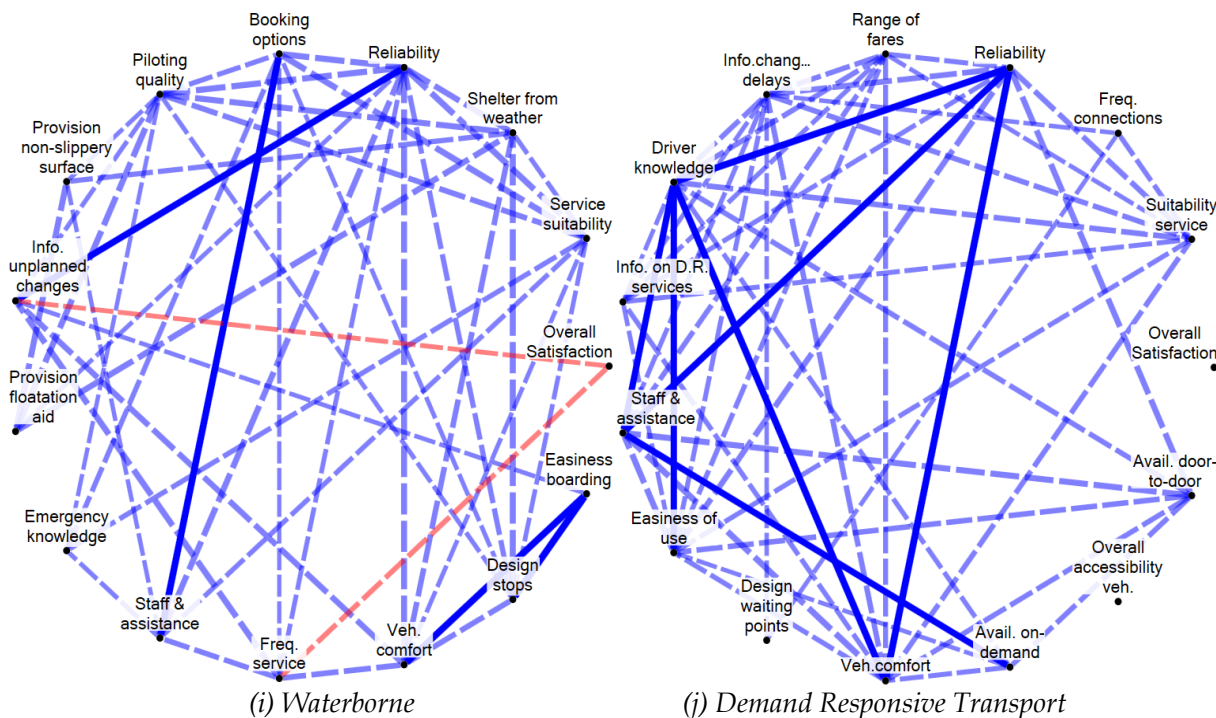 Booking
options
Reliability
Piloting
quality
Shelter from
weather
Provision
non-slippery
surface
Service
suitability
Info.
unplanned
changes
Overall
Satisfaction
Provision
floatation
aid
Easiness
boarding
Emergency
knowledge
Design
stops
Staff &
assistance
Freq.
service
Veh.
comfort
(i) Waterborne
Range of
fares
Reliability
Info.chang...
delays
Freq.
connections
Driver
knowledge
Suitability
service
Info. on D.R.
services
Overall
Satisfaction
Staff &
assistance
Avail. door-
to-door
Easiness of
use
Overall
accessibility
veh.
Design
waiting
points
Avail. on-
demand
Veh.comfort
(j) Demand Responsive Transport